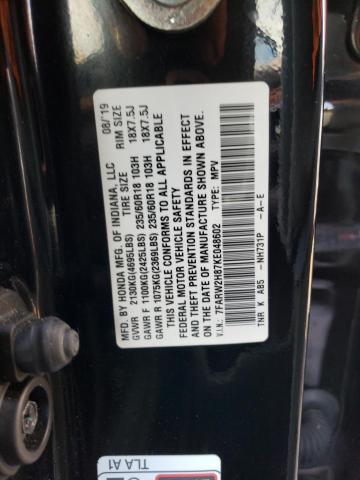 MFD. BY HONDA MFG. OF INDIANA, LLC 08/'19
TIRE SIZE RIM SIZE
GVWR 2130KG(4695LBS)
GAWR F 1100KG(2425LBS) 235/60R18 103H 18X7.5J
GAWR R 1075KG(2369LBS) 235/60R18 103H 18X7.5J
THIS VEHICLE CONFORMS TO ALL APPLICABLE
FEDERAL MOTOR VEHICLE SAFETY
AND THEFT PREVENTION STANDARDS IN EFFECT
ON THE DATE OF MANUFACTURE SHOWN ABOVE.
V.I.N.: 7FARW2H87KE048602 TYPE: MPV
TNR K AB5 -NH731P -A-E
TLA A1